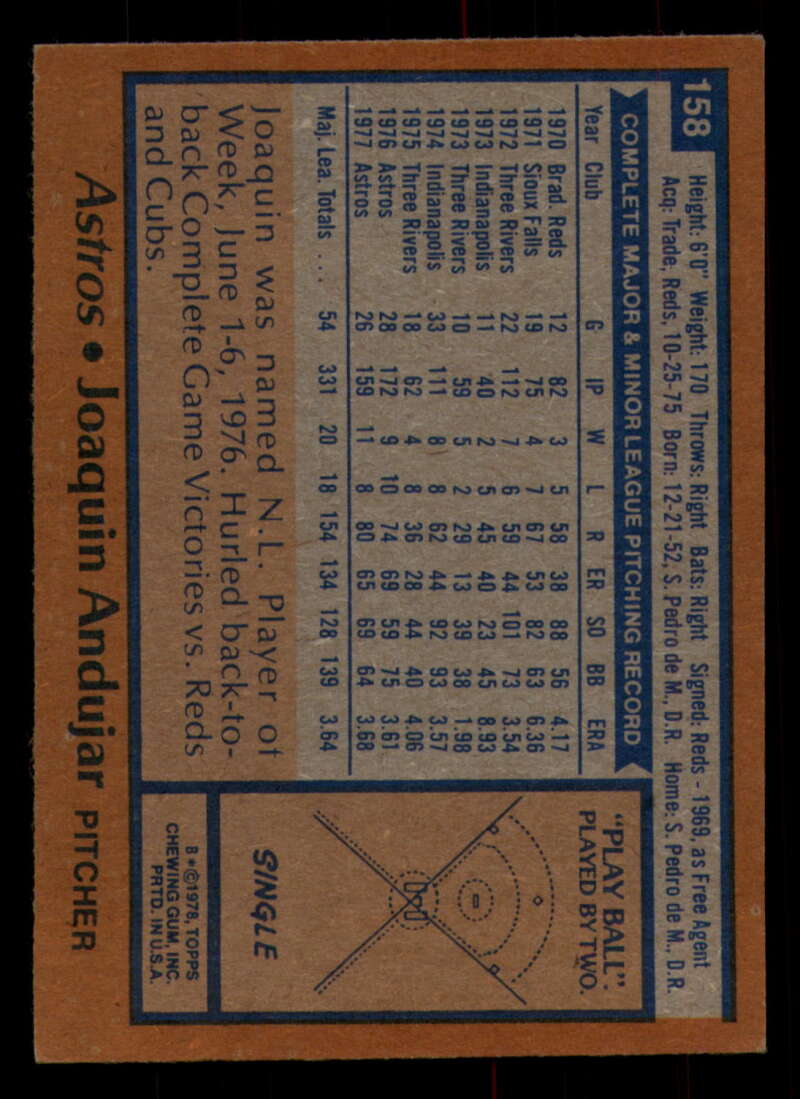 158
Height: 6'0" Weight: 170 Throws: Right Bats: Right Signed: Reds - 1969, as Free Agent
Acq: Trade, Reds, 10-25-75 Born: 12-21-52, S. Pedro de M., D.R. Home: S. Pedro de M., D.R.
COMPLETE MAJOR & MINOR LEAGUE PITCHING RECORD
Year Club G IP W L R ER SO BB ERA
1970 Brad. Reds 12 82 3 5 58 38 88 56 4.17
1971 Sioux Falls 19 75 4 7 67 53 82 63 6.36
1972 Three Rivers 22 112 7 6 59 44 101 73 3.54
1973 Indianapolis 11 40 2 5 45 40 23 45 8.93
1973 Three Rivers 10 59 5 2 29 13 39 38 1.98
1974 Indianapolis 33 111 8 8 62 44 92 93 3.57
1975 Three Rivers 18 62 4 8 36 28 44 40 4.06
1976 Astros 28 172 9 10 74 69 59 75 3.61
1977 Astros 26 159 11 8 80 65 69 64 3.68
Maj. Lea. Totals ... 54 331 20 18 154 134 128 139 3.64
Joaquin was named N.L. Player of
Week, June 1-6, 1976. Hurled back-to-
back Complete Game Victories vs. Reds
and Cubs.
"PLAY BALL".
PLAYED BY TWO.
SINGLE
B*©1978, TOPPS
CHEWING GUM, INC.
PRTD. IN U.S.A.
Astros • Joaquin Andujar PITCHER